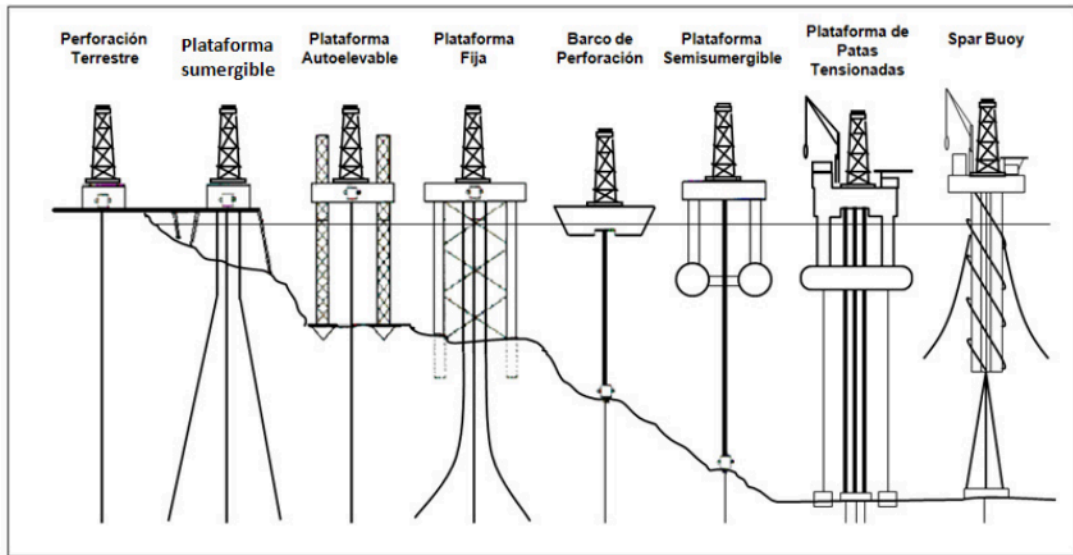 Perforación
Terrestre
Plataforma
sumergible
Plataforma
Autoelevable
Plataforma
Fija
Barco de
Perforación
Plataforma
Semisumergible
Plataforma de
Patas
Tensionadas
Spar Buoy